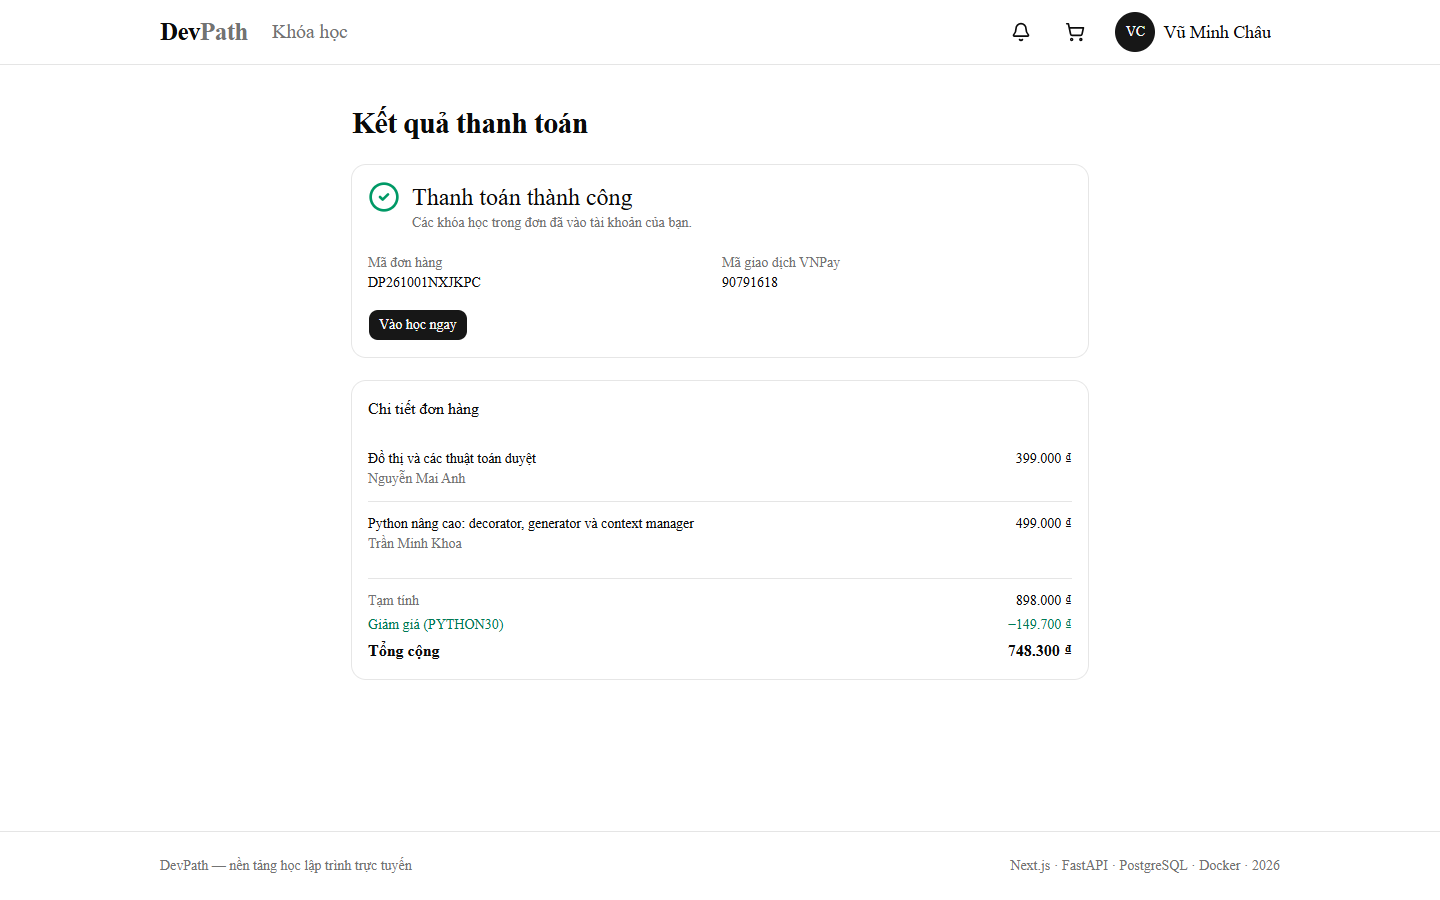 DevPath Khóa học VC Vũ Minh Châu
Kết quả thanh toán
Thanh toán thành công
Các khóa học trong đơn đã vào tài khoản của bạn.
Mã đơn hàng Mã giao dịch VNPay
DP261001NXJKPC 90791618
Vào học ngay
Chi tiết đơn hàng
Đồ thị và các thuật toán duyệt 399.000 ₫
Nguyễn Mai Anh
Python nâng cao: decorator, generator và context manager 499.000 ₫
Trần Minh Khoa
Tạm tính 898.000 ₫
Giảm giá (PYTHON30) −149.700 ₫
Tổng cộng 748.300 ₫
DevPath — nền tảng học lập trình trực tuyến Next.js · FastAPI · PostgreSQL · Docker · 2026